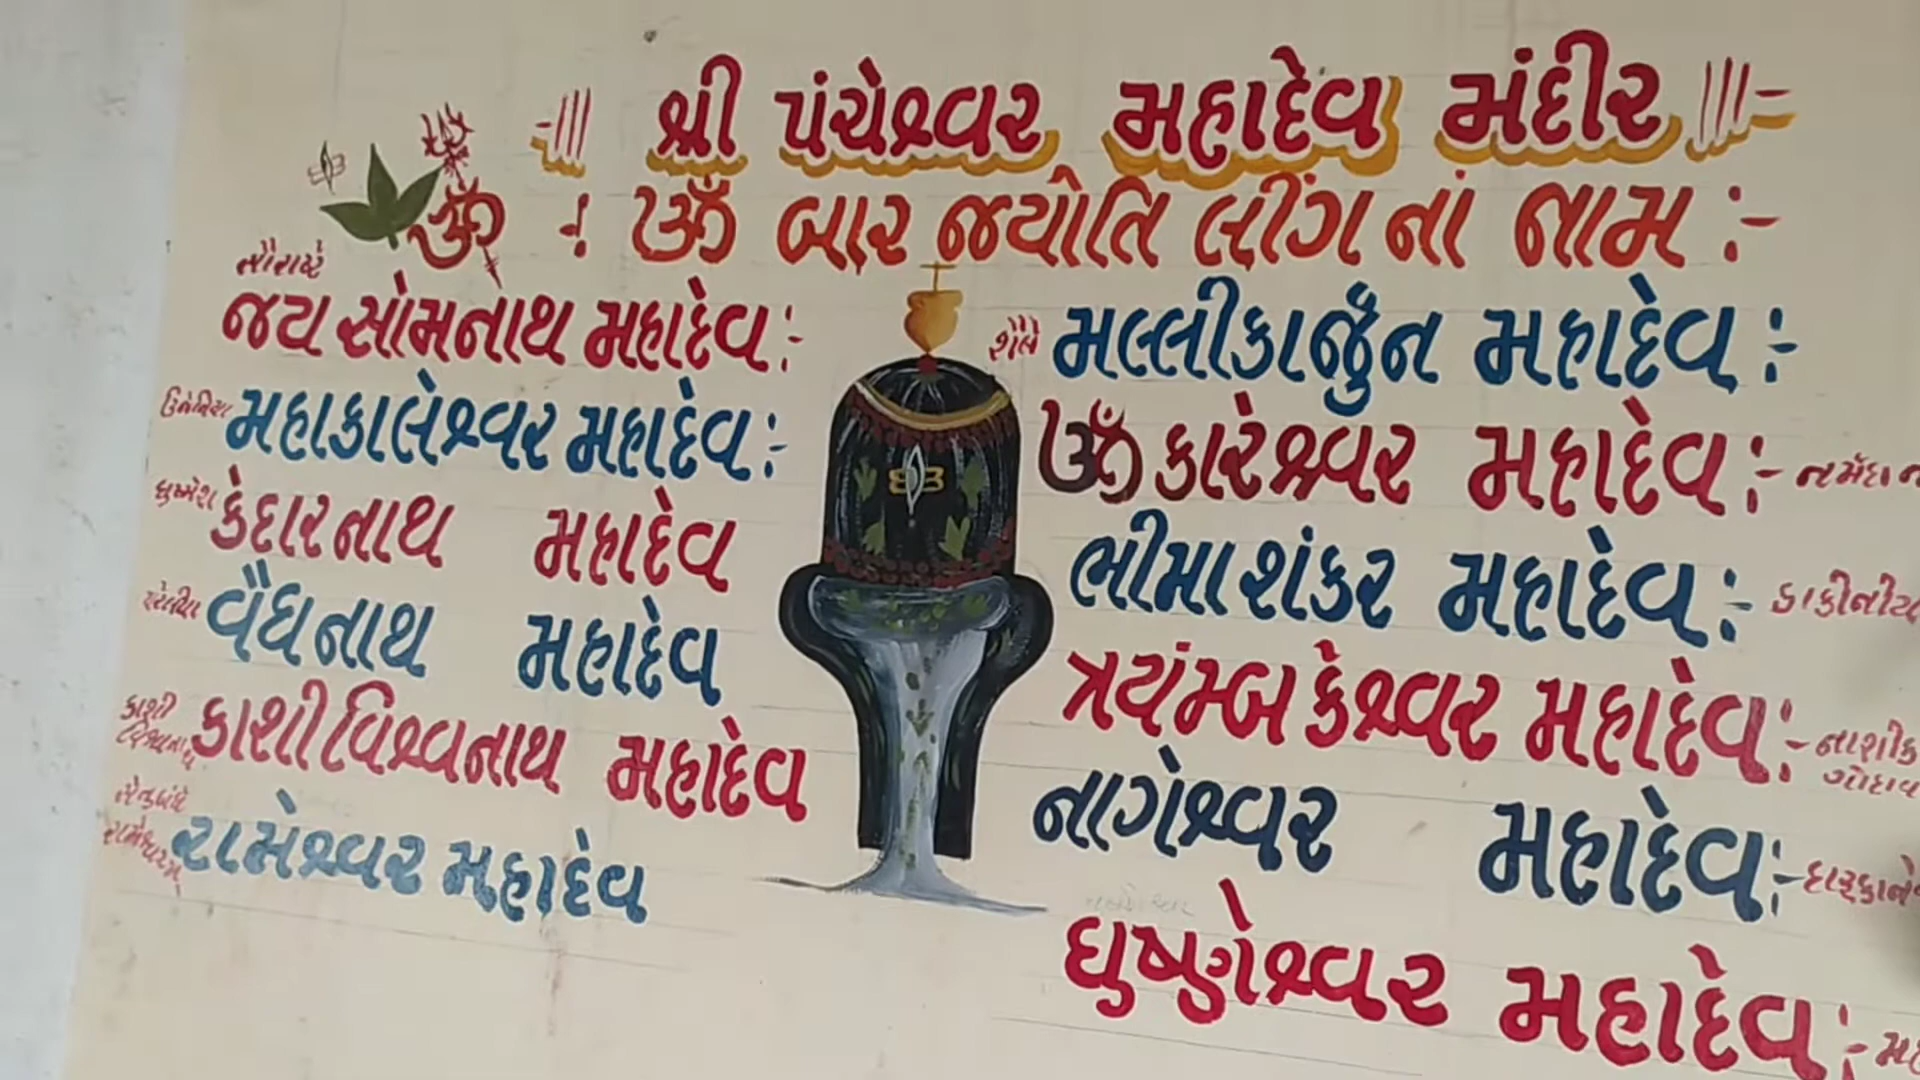 શ્રી પંચેશ્વર મહાદેવ મંદીર
ૐ બાર જયોતિ લીંગ નાં નામ :-
જય સોમનાથ મહાદેવ :-
મહાકાલેશ્વર મહાદેવ :-
કેદારનાથ મહાદેવ
વૈધનાથ મહાદેવ
કાશી
કાશીવિશ્વનાથ મહાદેવ
રામેશ્વર મહાદેવ
મલ્લીકાર્જુન મહાદેવ :-
ૐ કારેશ્વર મહાદેવ :-
ભીમાશંકર મહાદેવ :-
ત્રયંમ્બકેશ્વર મહાદેવ :- નાશીક
નાગેશ્વર મહાદેવ :-
ઘુષ્ણેશ્વર મહાદેવ :-